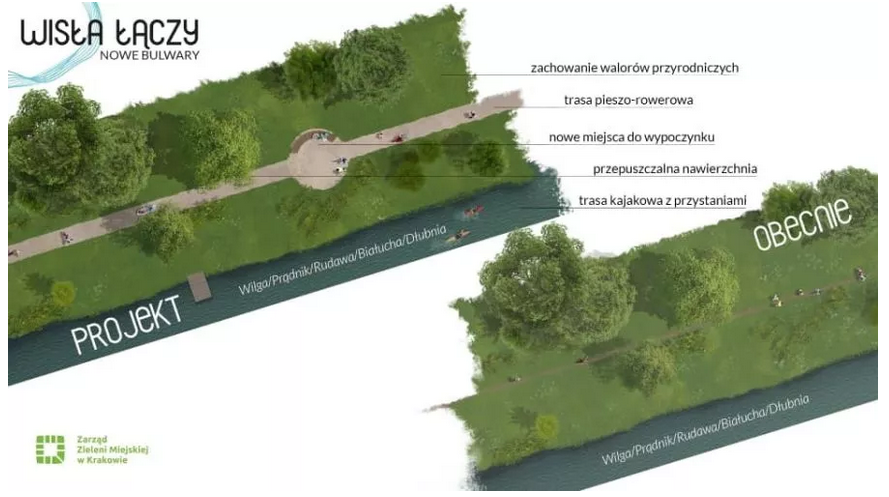 WISŁA ŁĄCZY
NOWE BULWARY
zachowanie walorów przyrodniczych
trasa pieszo-rowerowa
nowe miejsca do wypoczynku
przepuszczalna nawierzchnia
trasa kajakowa z przystaniami
Wilga/Prądnik/Rudawa/Białucha/Dłubnia
PROJEKT
OBECNIE
Wilga/Prądnik/Rudawa/Białucha/Dłubnia
Zarząd
Zieleni Miejskiej
w Krakowie